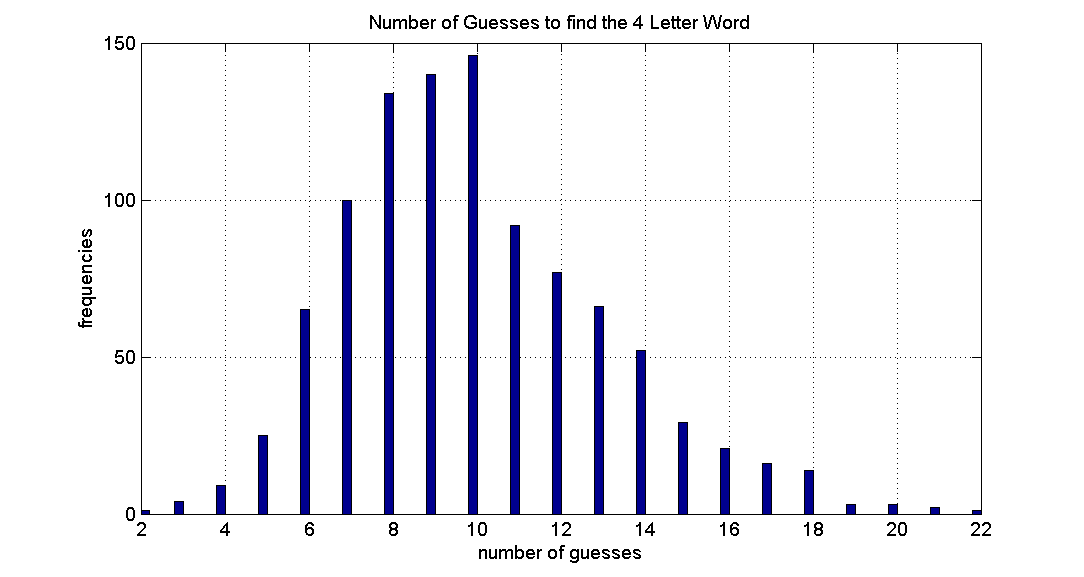 Number of Guesses to find the 4 Letter Word
150
100
50
0
frequencies
2 4 6 8 10 12 14 16 18 20 22
number of guesses